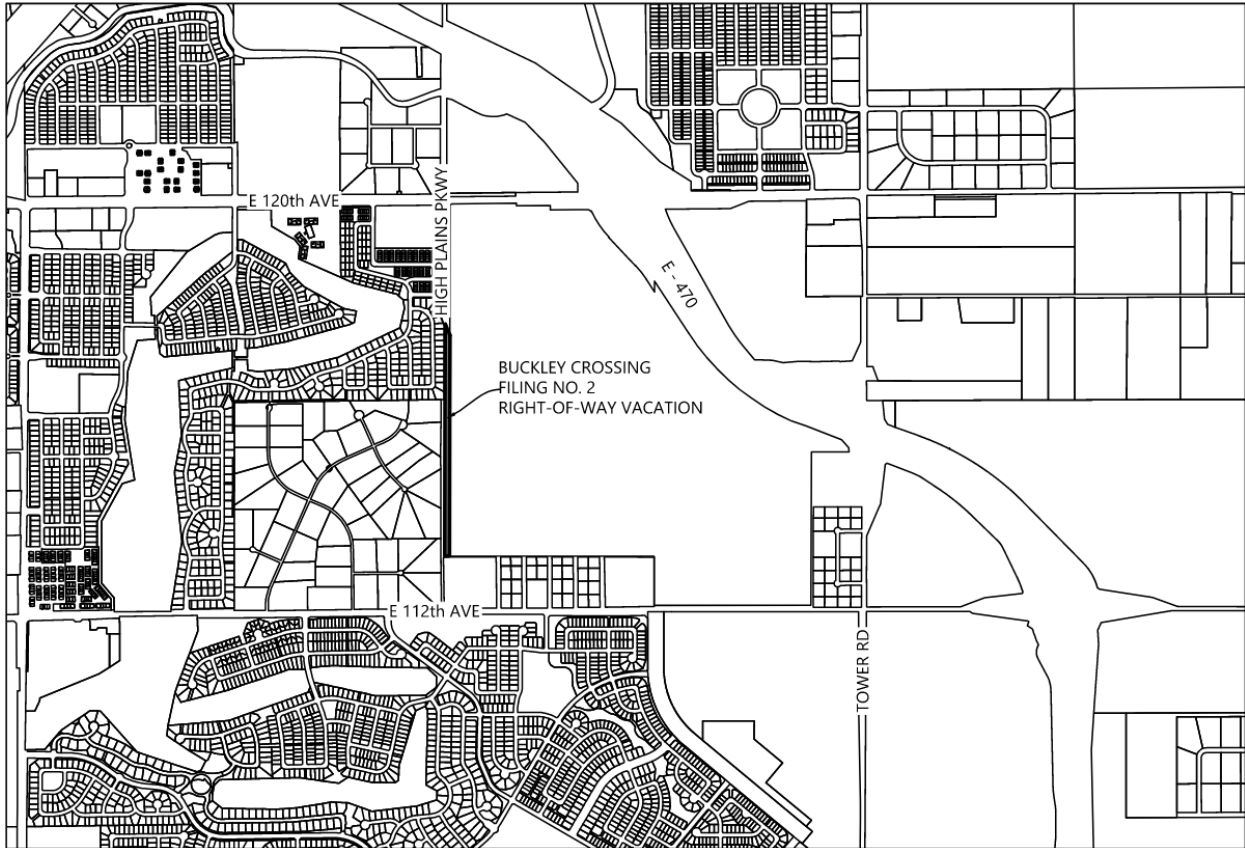 E 120th AVE
HIGH PLAINS PKWY
E - 470
BUCKLEY CROSSING
FILING NO. 2
RIGHT-OF-WAY VACATION
E 112th AVE
TOWER RD